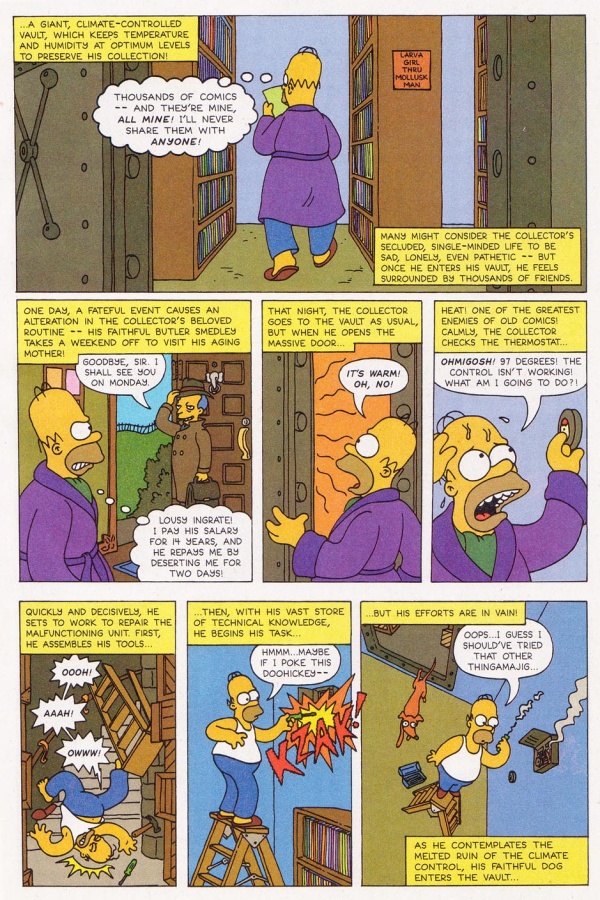 ...A GIANT, CLIMATE-CONTROLLED
VAULT, WHICH KEEPS TEMPERATURE
AND HUMIDITY AT OPTIMUM LEVELS
TO PRESERVE HIS COLLECTION!
THOUSANDS OF COMICS
-- AND THEY'RE MINE,
ALL MINE! I'LL NEVER
SHARE THEM WITH
ANYONE!
LARVA
GIRL
THRU
MOLLUSK
MAN
MANY MIGHT CONSIDER THE COLLECTOR'S
SECLUDED, SINGLE-MINDED LIFE TO BE
SAD, LONELY, EVEN PATHETIC -- BUT
ONCE HE ENTERS HIS VAULT, HE FEELS
SURROUNDED BY THOUSANDS OF FRIENDS.
ONE DAY, A FATEFUL EVENT CAUSES AN
ALTERATION IN THE COLLECTOR'S BELOVED
ROUTINE -- HIS FAITHFUL BUTLER SMEDLEY
TAKES A WEEKEND OFF TO VISIT HIS AGING
MOTHER!
GOODBYE, SIR. I
SHALL SEE YOU
ON MONDAY.
LOUSY INGRATE!
I PAY HIS SALARY
FOR 14 YEARS, AND
HE REPAYS ME BY
DESERTING ME FOR
TWO DAYS!
THAT NIGHT, THE COLLECTOR
GOES TO THE VAULT AS USUAL,
BUT WHEN HE OPENS THE
MASSIVE DOOR...
IT'S WARM!
OH, NO!
HEAT! ONE OF THE GREATEST
ENEMIES OF OLD COMICS!
CALMLY, THE COLLECTOR
CHECKS THE THERMOSTAT...
OHMIGOSH! 97 DEGREES! THE
CONTROL ISN'T WORKING!
WHAT AM I GOING TO DO?!
QUICKLY AND DECISIVELY, HE
SETS TO WORK TO REPAIR THE
MALFUNCTIONING UNIT. FIRST,
HE ASSEMBLES HIS TOOLS...
OOOH!
AAAH!
OWWW!
...THEN, WITH HIS VAST STORE
OF TECHNICAL KNOWLEDGE,
HE BEGINS HIS TASK...
HMMM...MAYBE
IF I POKE THIS
DOOHICKEY--
KZAK!
...BUT HIS EFFORTS ARE IN VAIN!
OOPS...I GUESS I
SHOULD'VE TRIED
THAT OTHER
THINGAMAJIG...
AS HE CONTEMPLATES THE
MELTED RUIN OF THE CLIMATE
CONTROL, HIS FAITHFUL DOG
ENTERS THE VAULT...